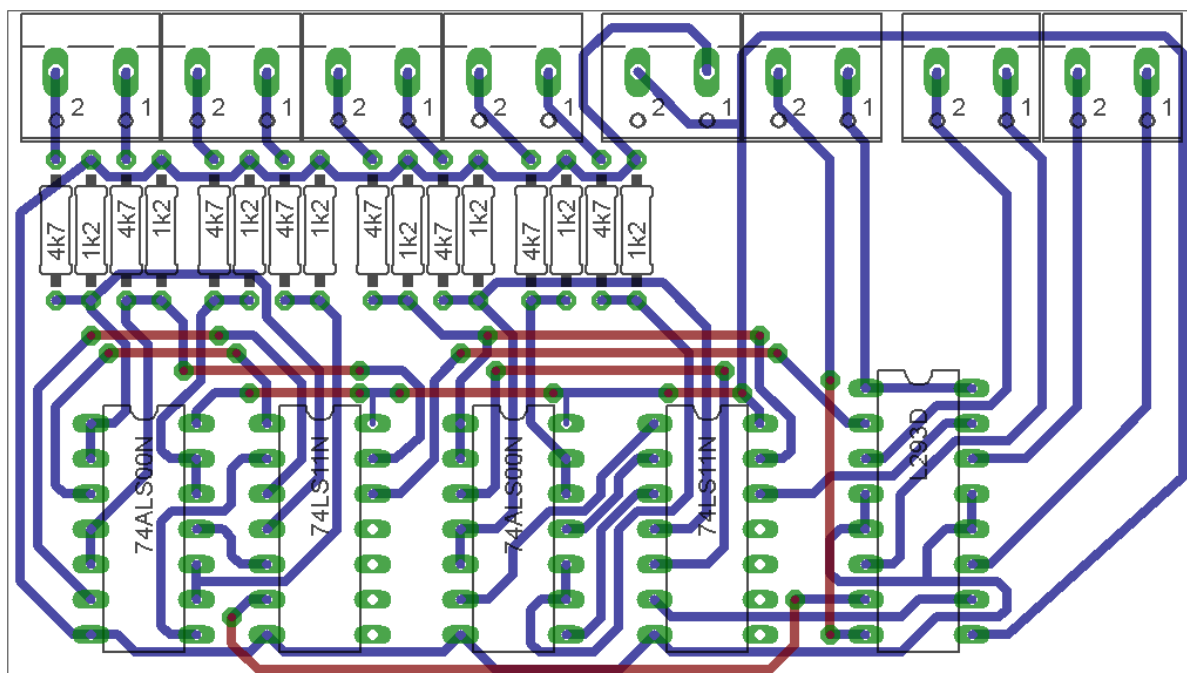 2 1 2 1 2 1 2 1 2 1 2 1 2 1 2 1
4k7 1k2 4k7 1k2 4k7 1k2 4k7 1k2 4k7 1k2 4k7 1k2 4k7 1k2 4k7 1k2
74ALS00N 74LS11N 74ALS00N 74LS11N L293D